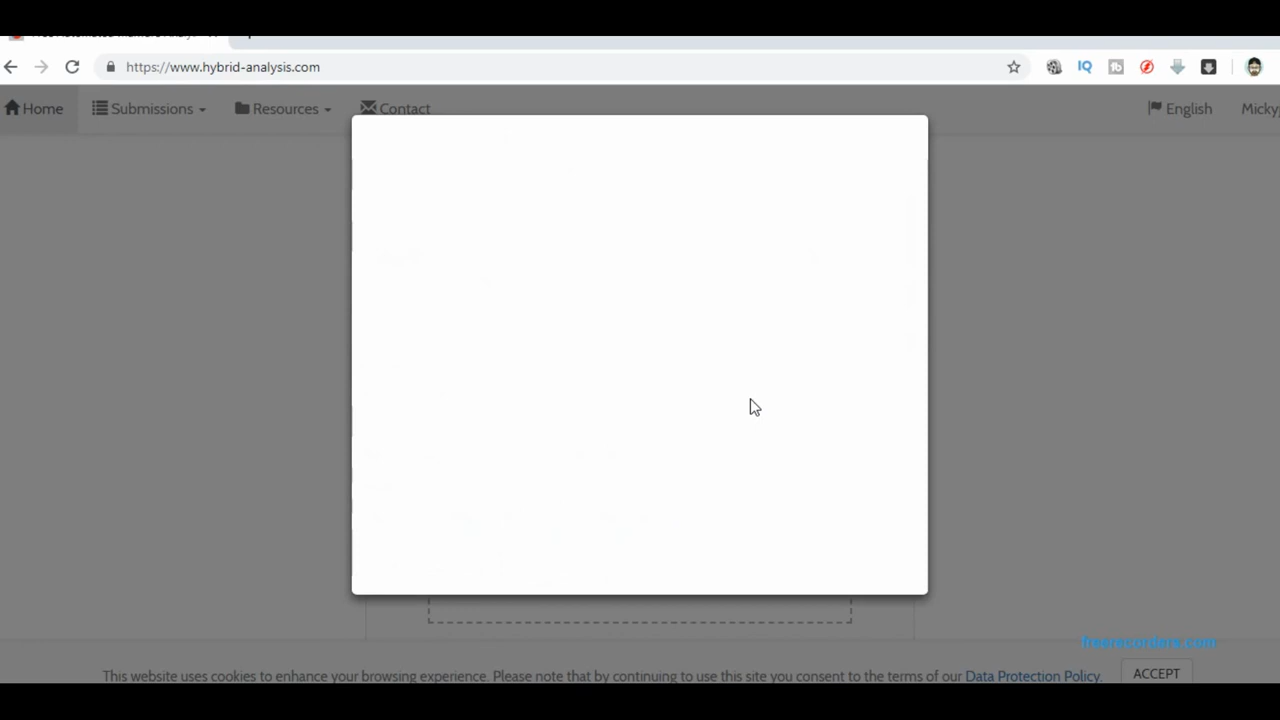 https://www.hybrid-analysis.com
IQ
Home
Submissions
Resources
Contact
English
Micky
freerecorders.com
This website uses cookies to enhance your browsing experience. Please note that by continuing to use this site you consent to the terms of our Data Protection Policy.
ACCEPT